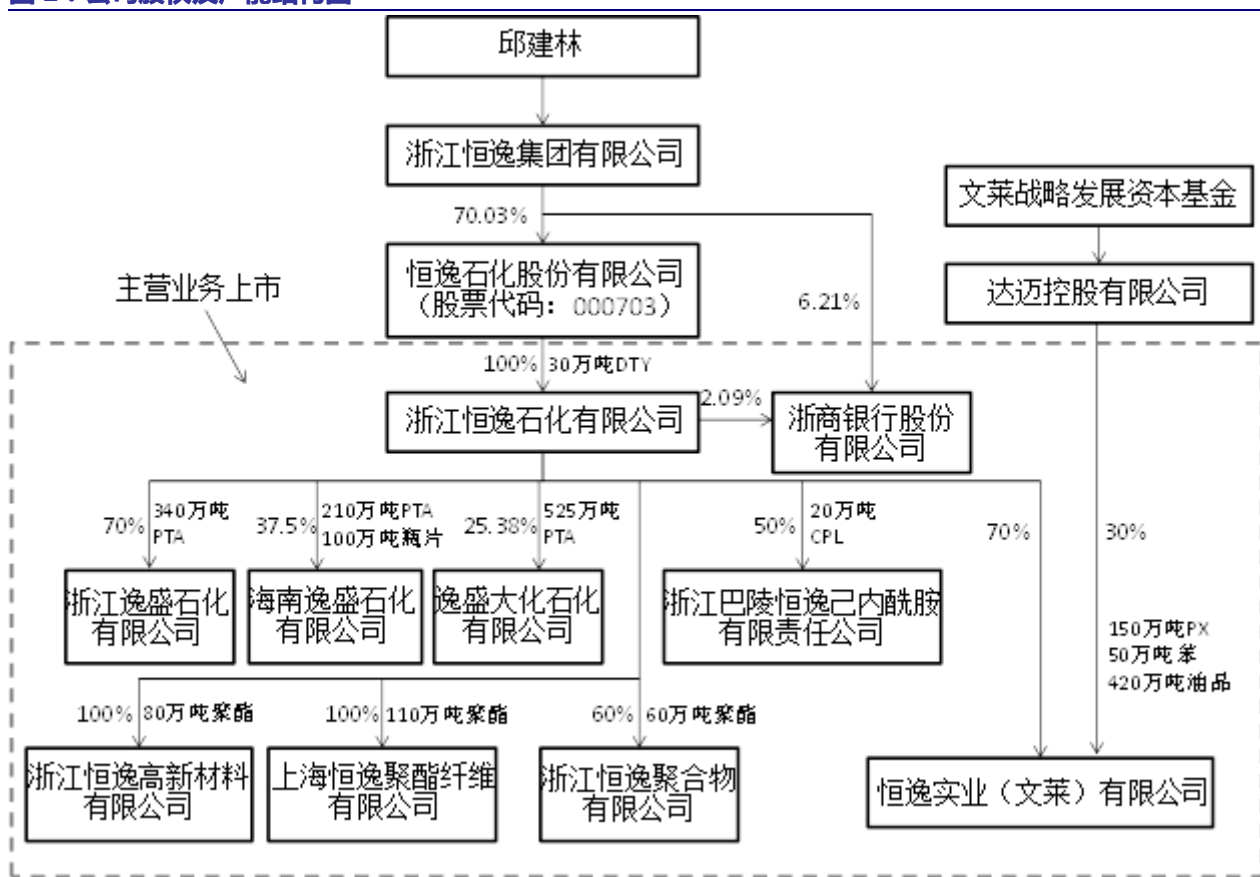 邱建林
浙江恒逸集团有限公司
文莱战略发展资本基金
70.03%
恒逸石化股份有限公司
（股票代码：000703）
6.21%
达迈控股有限公司
主营业务上市
100%
30万吨DTY
浙江恒逸石化有限公司
2.09%
浙商银行股份
有限公司
70%
340万吨
PTA
37.5%
210万吨PTA
100万吨瓶片
25.38%
525万吨
PTA
50%
20万吨
CPL
70%
30%
浙江逸盛石化
有限公司
海南逸盛石化
有限公司
逸盛大化石化
有限公司
浙江巴陵恒逸己内酰胺
有限责任公司
150万吨PX
50万吨苯
420万吨油品
100%
80万吨聚酯
100%
110万吨聚酯
60%
60万吨聚酯
浙江恒逸高新材料
有限公司
上海恒逸聚酯纤维
有限公司
浙江恒逸聚合物
有限公司
恒逸实业（文莱）有限公司